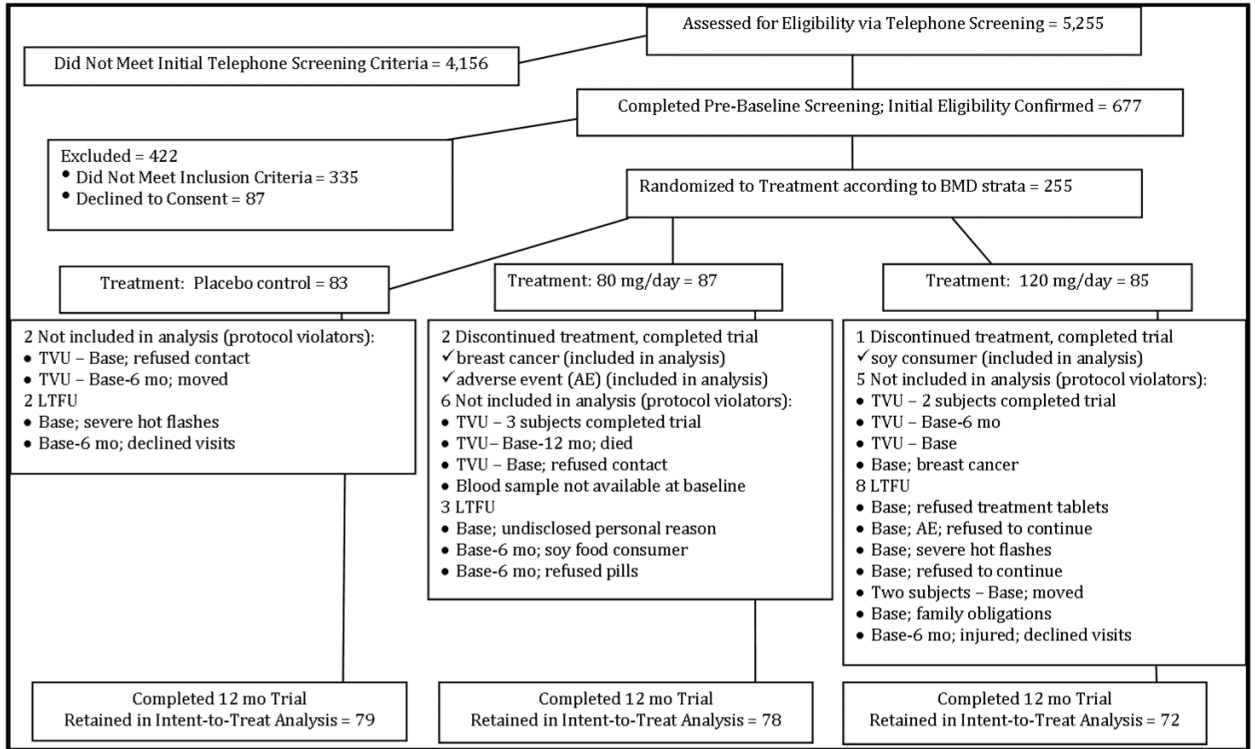 Assessed for Eligibility via Telephone Screening = 5,255
Did Not Meet Initial Telephone Screening Criteria = 4,156
Completed Pre-Baseline Screening; Initial Eligibility Confirmed = 677
Excluded = 422
• Did Not Meet Inclusion Criteria = 335
• Declined to Consent = 87
Randomized to Treatment according to BMD strata = 255
Treatment: Placebo control = 83
2 Not included in analysis (protocol violators):
• TVU – Base; refused contact
• TVU – Base-6 mo; moved
2 LTFU
• Base; severe hot flashes
• Base-6 mo; declined visits
Completed 12 mo Trial
Retained in Intent-to-Treat Analysis = 79
Treatment: 80 mg/day = 87
2 Discontinued treatment, completed trial
✓breast cancer (included in analysis)
✓adverse event (AE) (included in analysis)
6 Not included in analysis (protocol violators):
• TVU – 3 subjects completed trial
• TVU– Base-12 mo; died
• TVU – Base; refused contact
• Blood sample not available at baseline
3 LTFU
• Base; undisclosed personal reason
• Base-6 mo; soy food consumer
• Base-6 mo; refused pills
Completed 12 mo Trial
Retained in Intent-to-Treat Analysis = 78
Treatment: 120 mg/day = 85
1 Discontinued treatment, completed trial
✓soy consumer (included in analysis)
5 Not included in analysis (protocol violators):
• TVU – 2 subjects completed trial
• TVU – Base-6 mo
• TVU – Base
• Base; breast cancer
8 LTFU
• Base; refused treatment tablets
• Base; AE; refused to continue
• Base; severe hot flashes
• Base; refused to continue
• Two subjects – Base; moved
• Base; family obligations
• Base-6 mo; injured; declined visits
Completed 12 mo Trial
Retained in Intent-to-Treat Analysis = 72